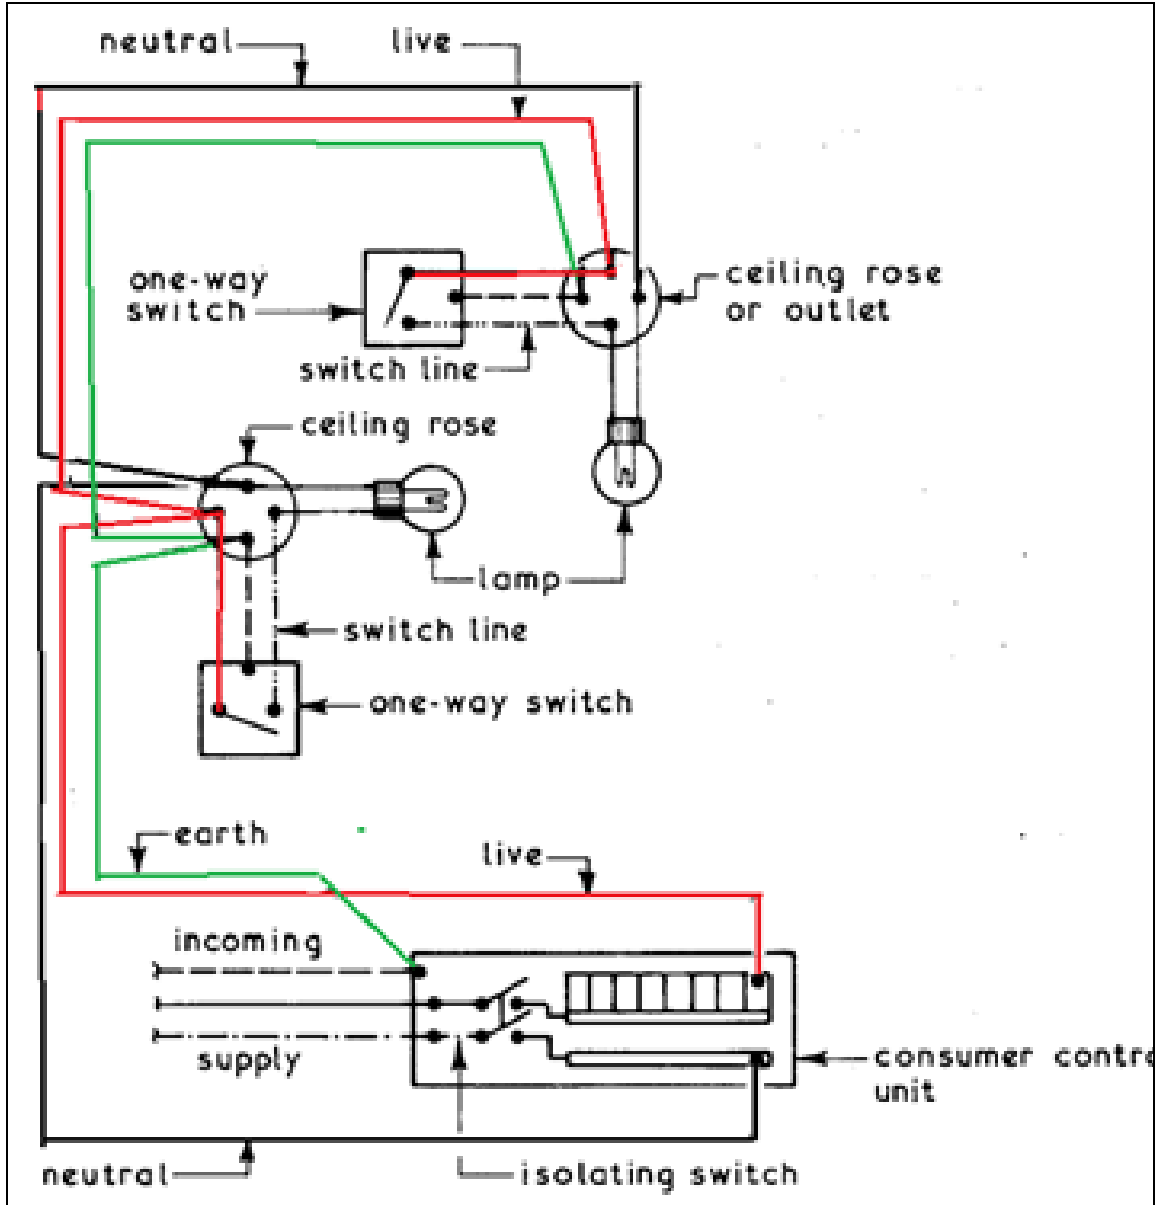 neutral
live
one-way
switch
ceiling rose
or outlet
switch line
ceiling rose
lamp
switch line
one-way switch
earth
live
incoming
supply
consumer contro
unit
neutral
isolating switch